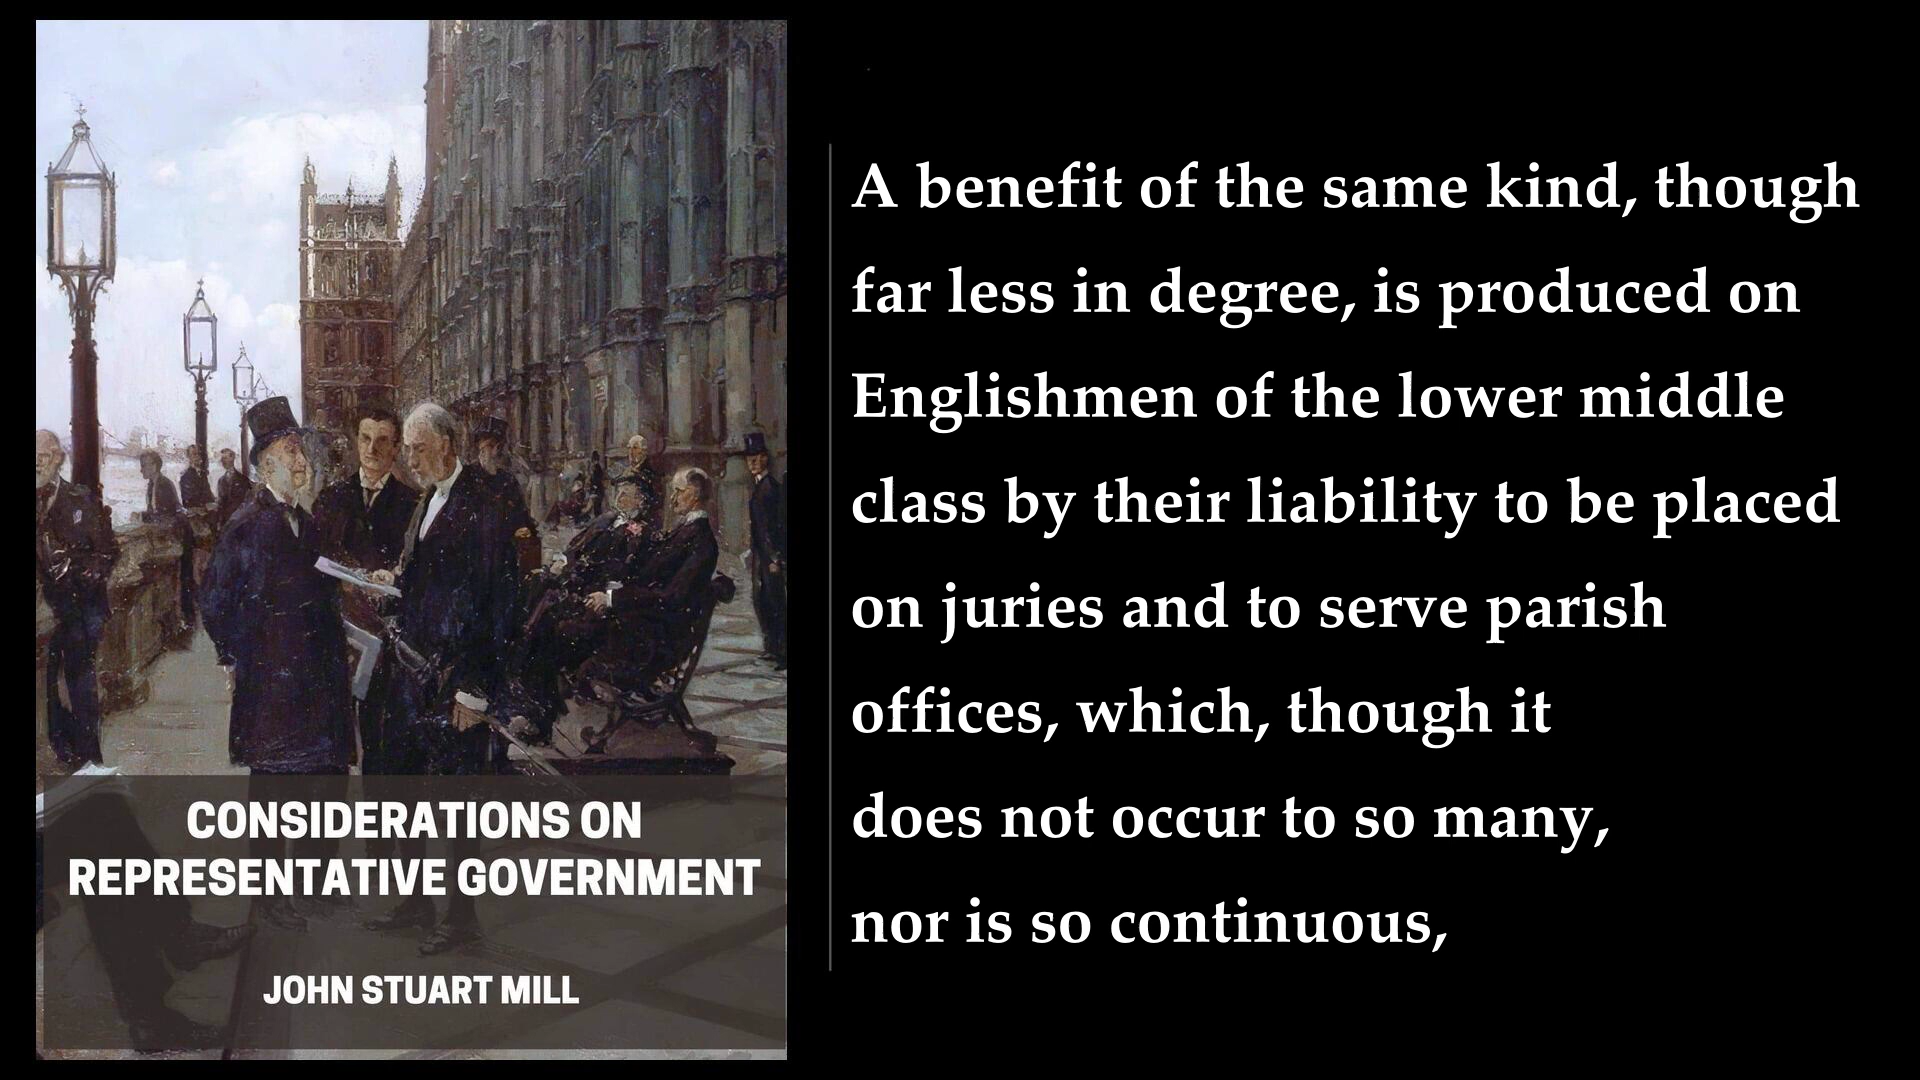 CONSIDERATIONS ON
REPRESENTATIVE GOVERNMENT
JOHN STUART MILL
A benefit of the same kind, though
far less in degree, is produced on
Englishmen of the lower middle
class by their liability to be placed
on juries and to serve parish
offices, which, though it
does not occur to so many,
nor is so continuous,